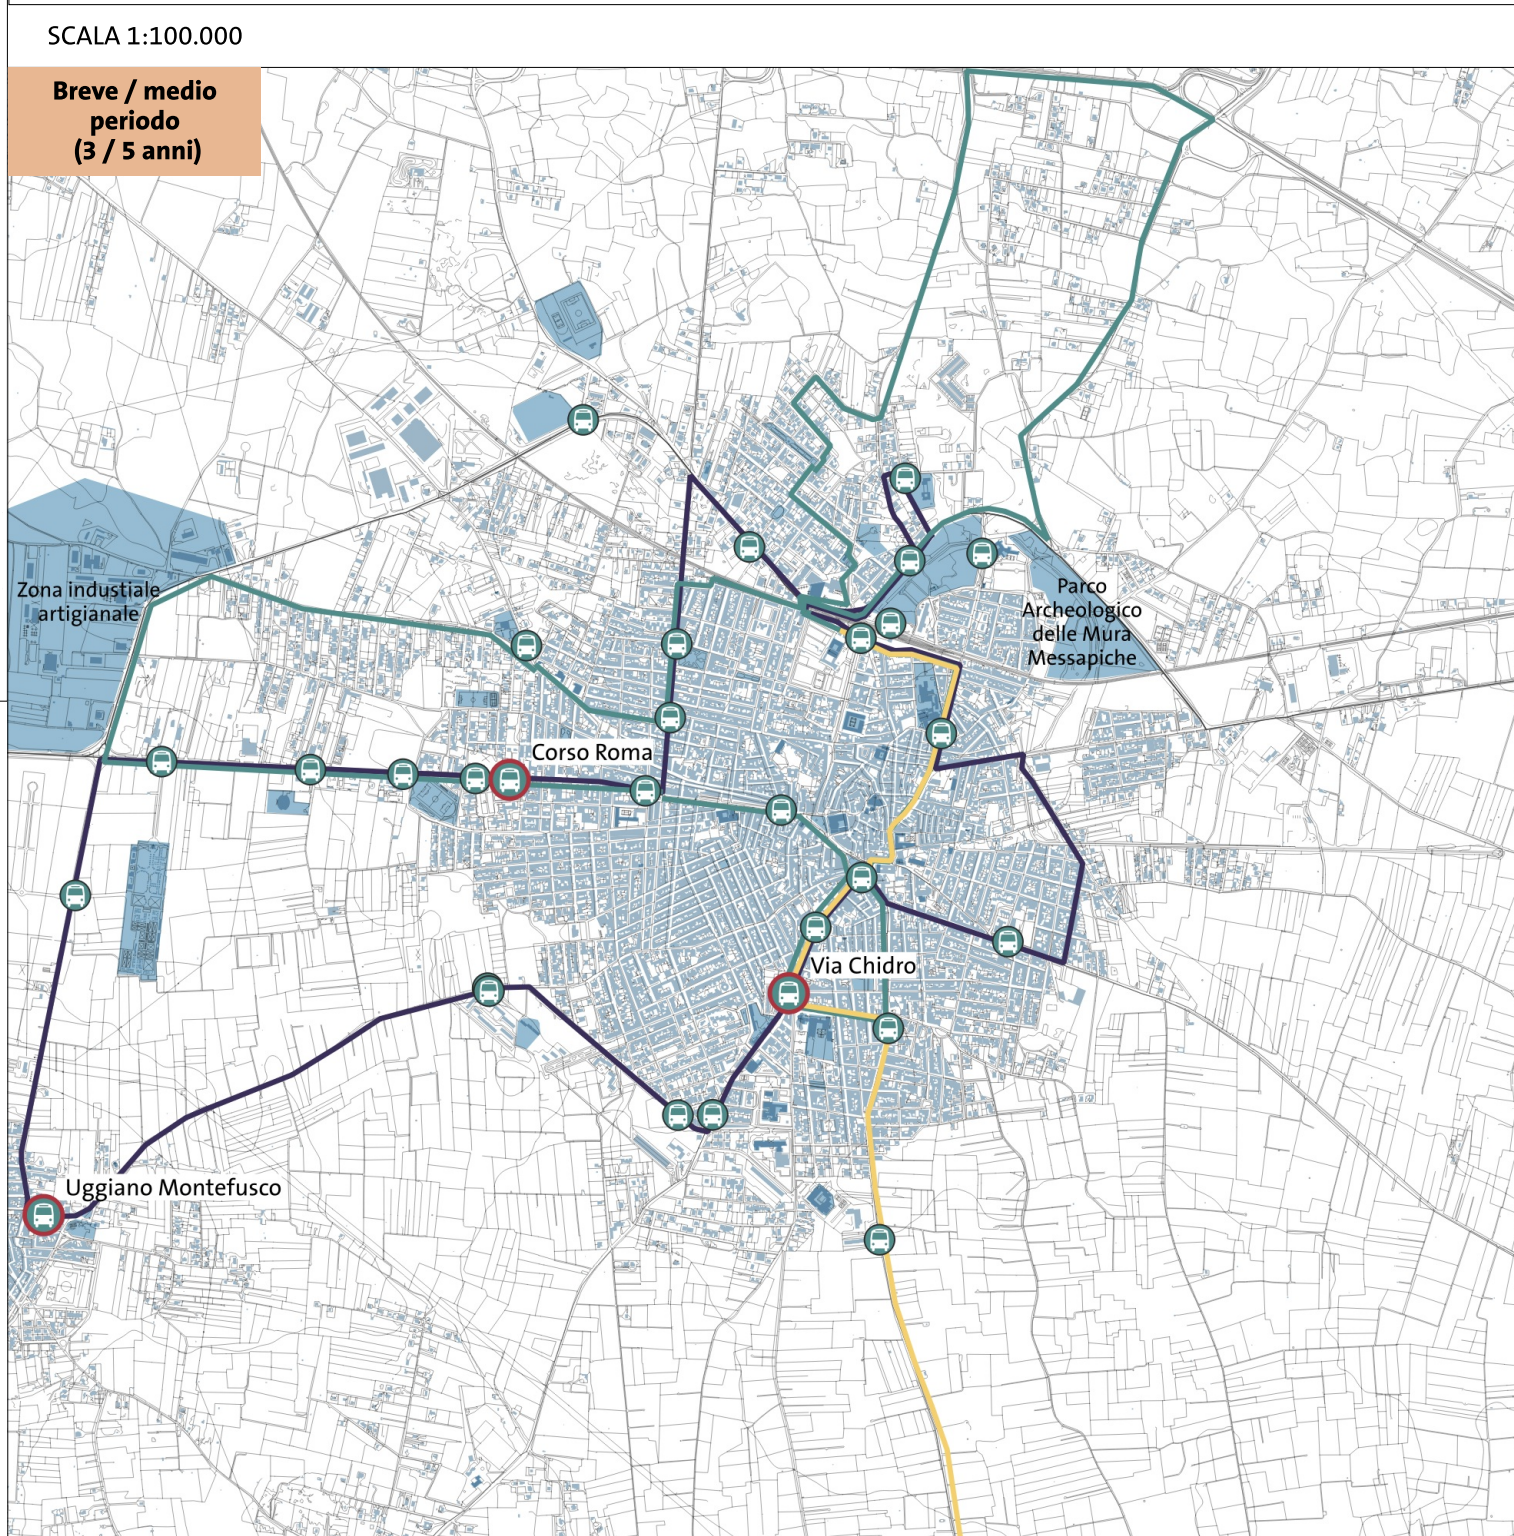 SCALA 1:100.000
Breve / medio
periodo
(3 / 5 anni)
Zona industiale
artigianale
Parco
Archeologico
delle Mura
Messapiche
Corso Roma
Via Chidro
Uggiano Montefusco